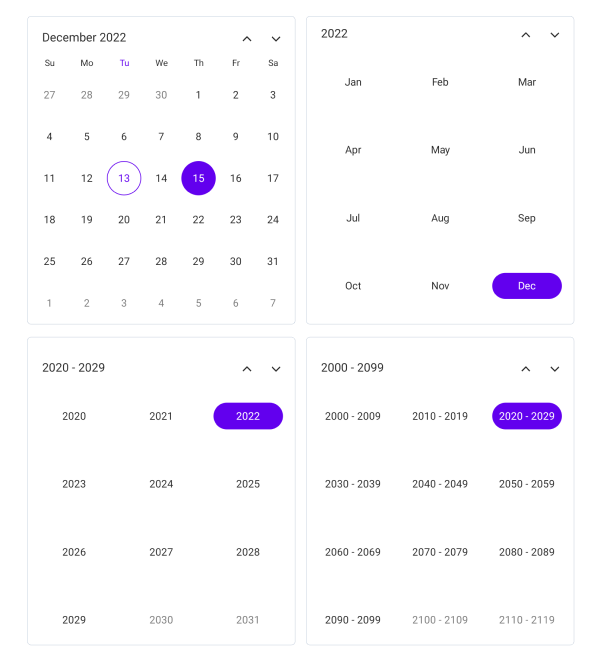 December 2022
Su Mo Tu We Th Fr Sa
27 28 29 30 1 2 3
4 5 6 7 8 9 10
11 12 13 14 15 16 17
18 19 20 21 22 23 24
25 26 27 28 29 30 31
1 2 3 4 5 6 7
2022
Jan Feb Mar
Apr May Jun
Jul Aug Sep
Oct Nov Dec
2020 - 2029
2020 2021 2022
2023 2024 2025
2026 2027 2028
2029 2030 2031
2000 - 2099
2000 - 2009 2010 - 2019 2020 - 2029
2030 - 2039 2040 - 2049 2050 - 2059
2060 - 2069 2070 - 2079 2080 - 2089
2090 - 2099 2100 - 2109 2110 - 2119